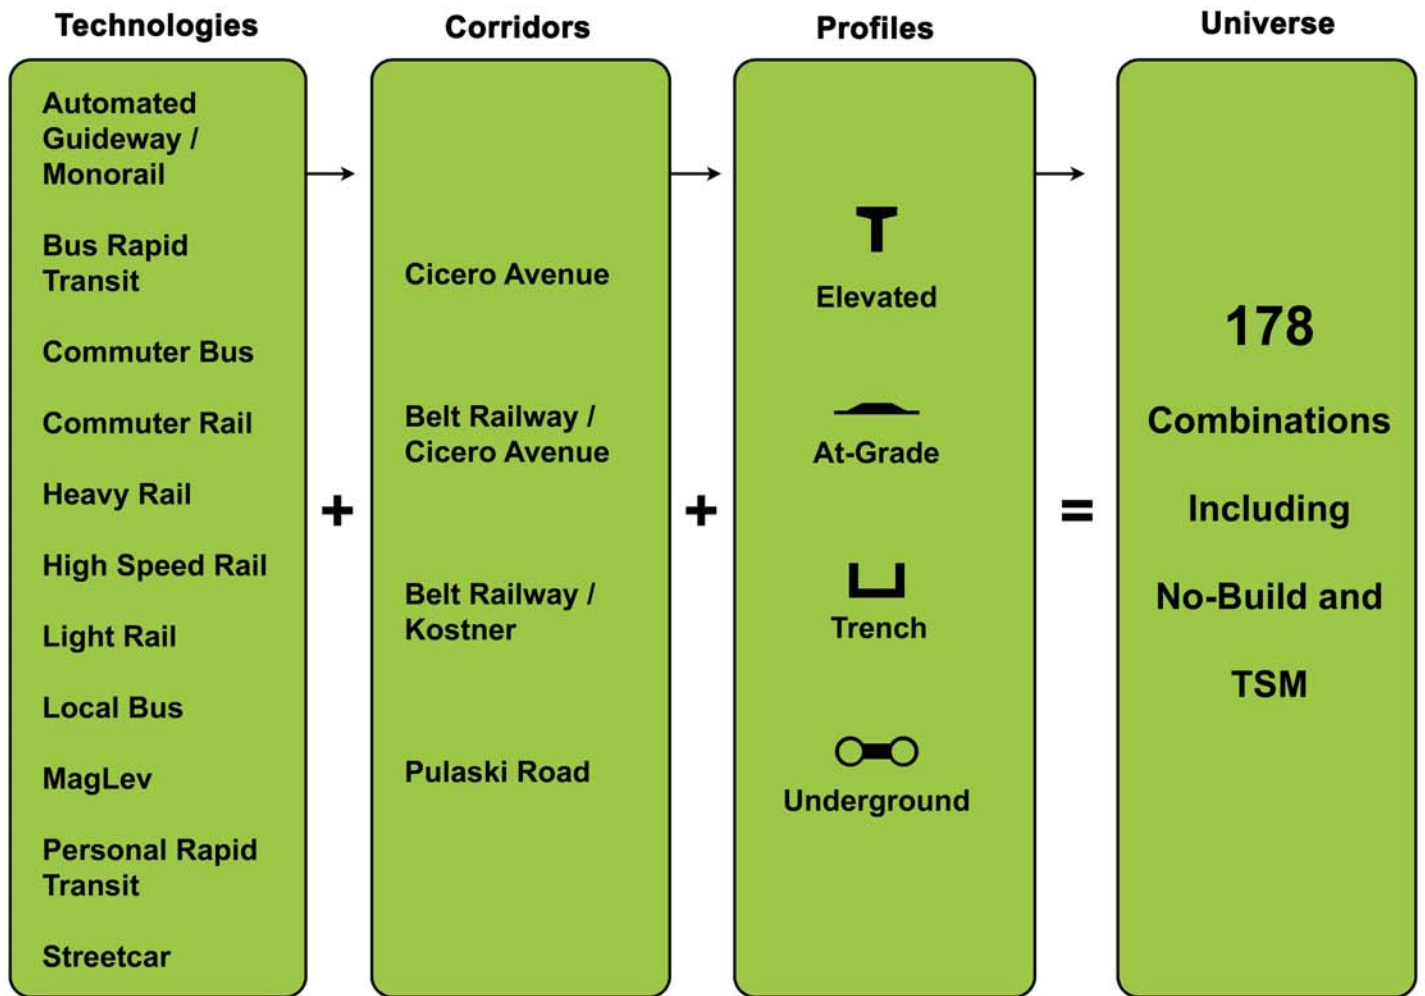 Technologies
Automated
Guideway /
Monorail
Bus Rapid
Transit
Commuter Bus
Commuter Rail
Heavy Rail
High Speed Rail
Light Rail
Local Bus
MagLev
Personal Rapid
Transit
Streetcar
+
Corridors
Cicero Avenue
Belt Railway /
Cicero Avenue
Belt Railway /
Kostner
Pulaski Road
+
Profiles
Elevated
At-Grade
Trench
Underground
=
Universe
178
Combinations
Including
No-Build and
TSM